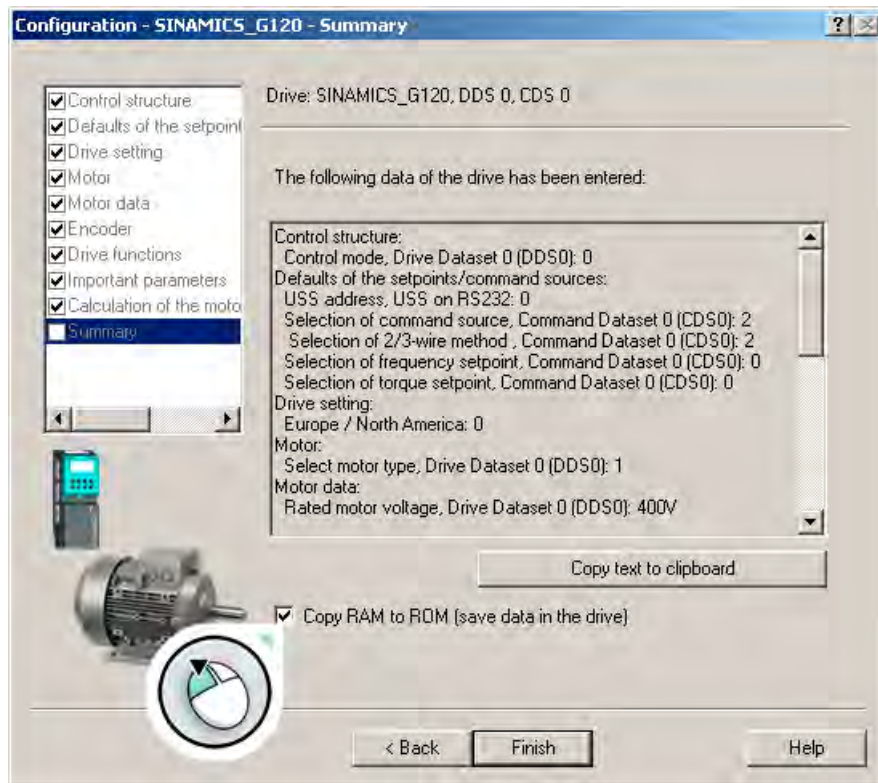 Configuration - SINAMICS_G120 - Summary
Control structure
Defaults of the setpoint
Drive setting
Motor
Motor data
Encoder
Drive functions
Important parameters
Calculation of the moto
Summary
Drive: SINAMICS_G120, DDS 0, CDS 0
The following data of the drive has been entered:
Control structure:
Control mode, Drive Dataset 0 (DDS0): 0
Defaults of the setpoints/command sources:
USS address, USS on RS232: 0
Selection of command source, Command Dataset 0 (CDS0): 2
Selection of 2/3-wire method , Command Dataset 0 (CDS0): 2
Selection of frequency setpoint, Command Dataset 0 (CDS0): 0
Selection of torque setpoint, Command Dataset 0 (CDS0): 0
Drive setting:
Europe / North America: 0
Motor:
Select motor type, Drive Dataset 0 (DDS0): 1
Motor data:
Rated motor voltage, Drive Dataset 0 (DDS0): 400V
Copy text to clipboard
Copy RAM to ROM (save data in the drive)
< Back
Finish
Help